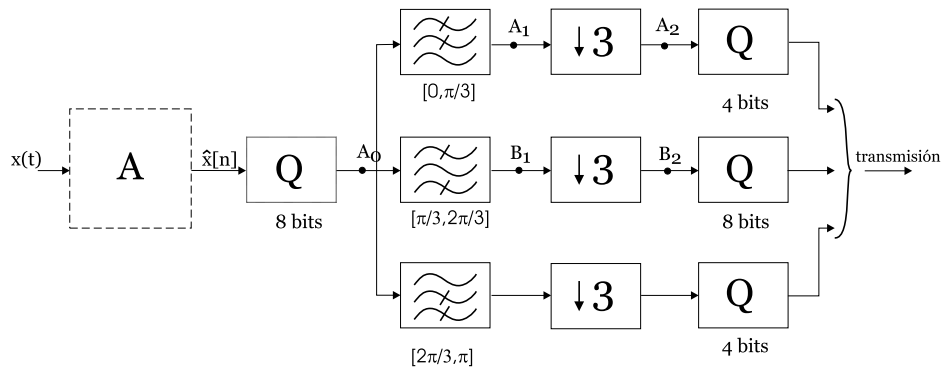 A₁
↓3
A₂
Q
[0,π/3]
4 bits
x(t)
A
x̂[n]
Q
8 bits
A₀
B₁
↓3
B₂
Q
transmisión
[π/3,2π/3]
8 bits
↓3
Q
[2π/3,π]
4 bits